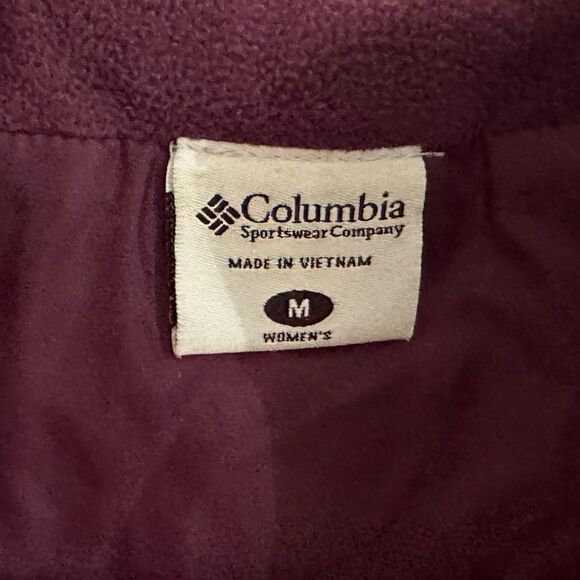 Columbia
Sportswear Company
MADE IN VIETNAM
M
WOMEN'S